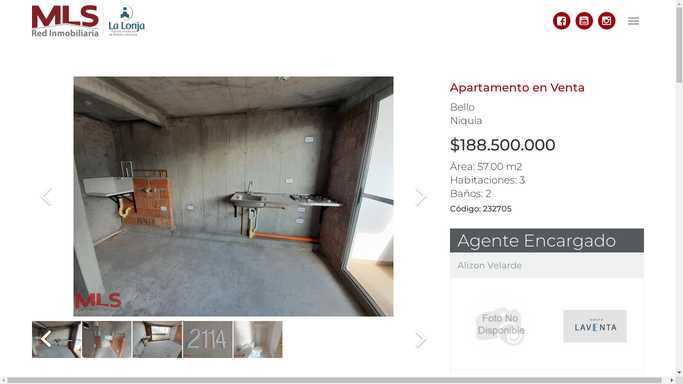 MLS
Red Inmobiliaria
La Lonja
Apartamento en Venta
Bello
Niquia
$188.500.000
Área: 57.00 m2
Habitaciones: 3
Baños: 2
Código: 232705
Agente Encargado
Alizon Velarde
MLS
Foto No
Disponible
LAVENTA
2114